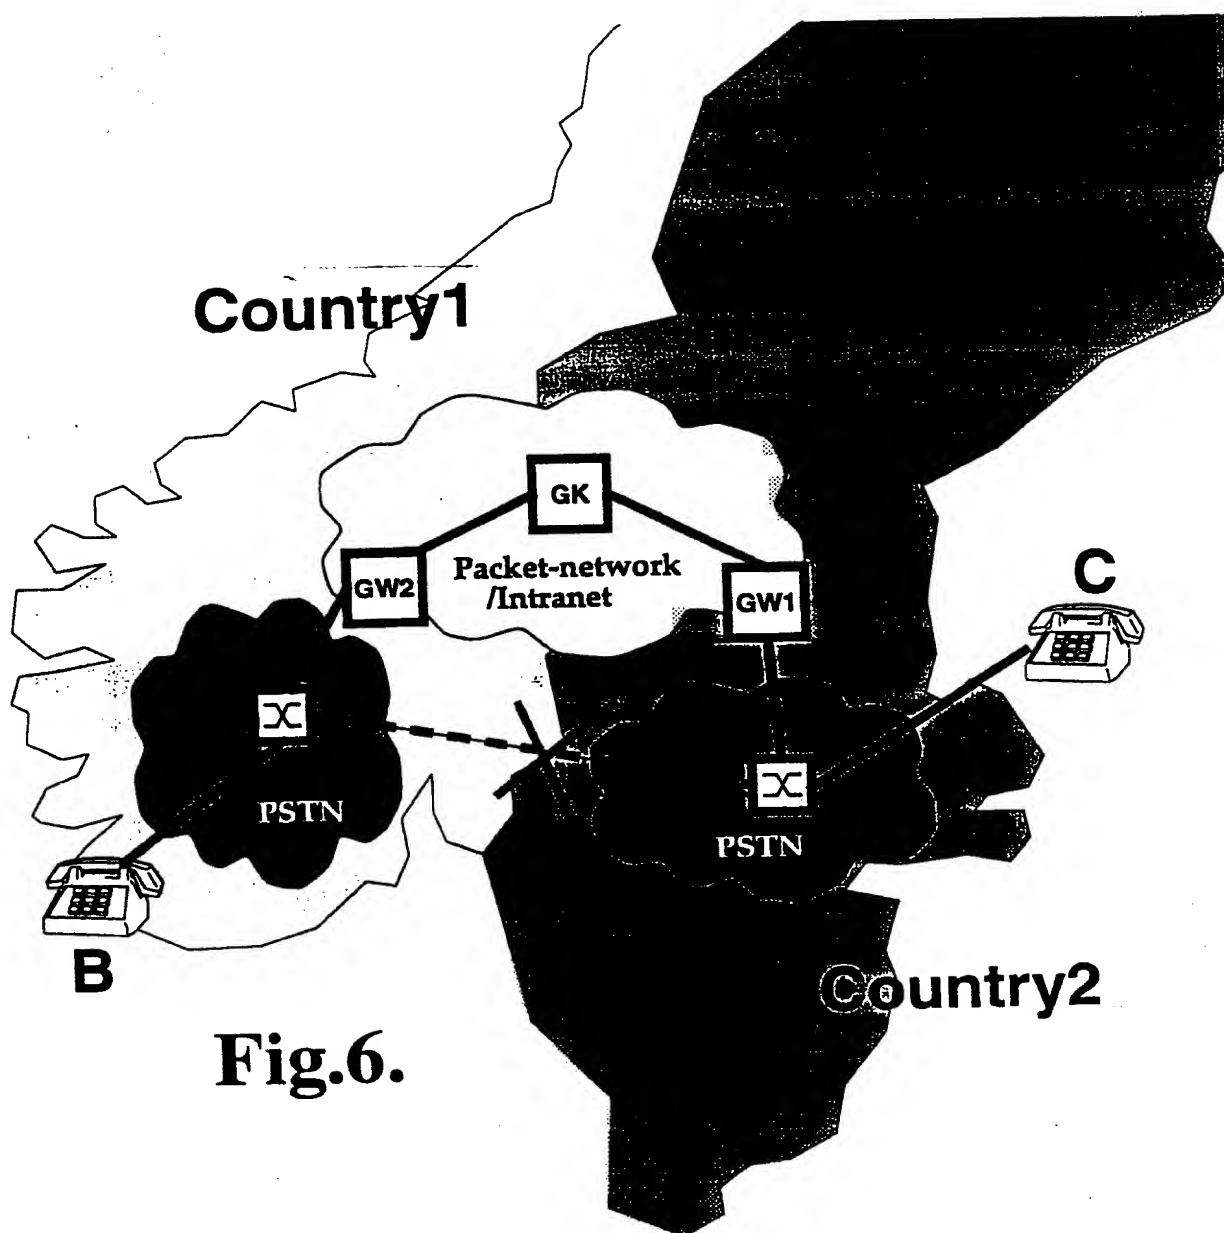 Country1
GK
Packet-network
/Intranet
GW2
GW1
C
PSTN
PSTN
B
Country2
Fig.6.